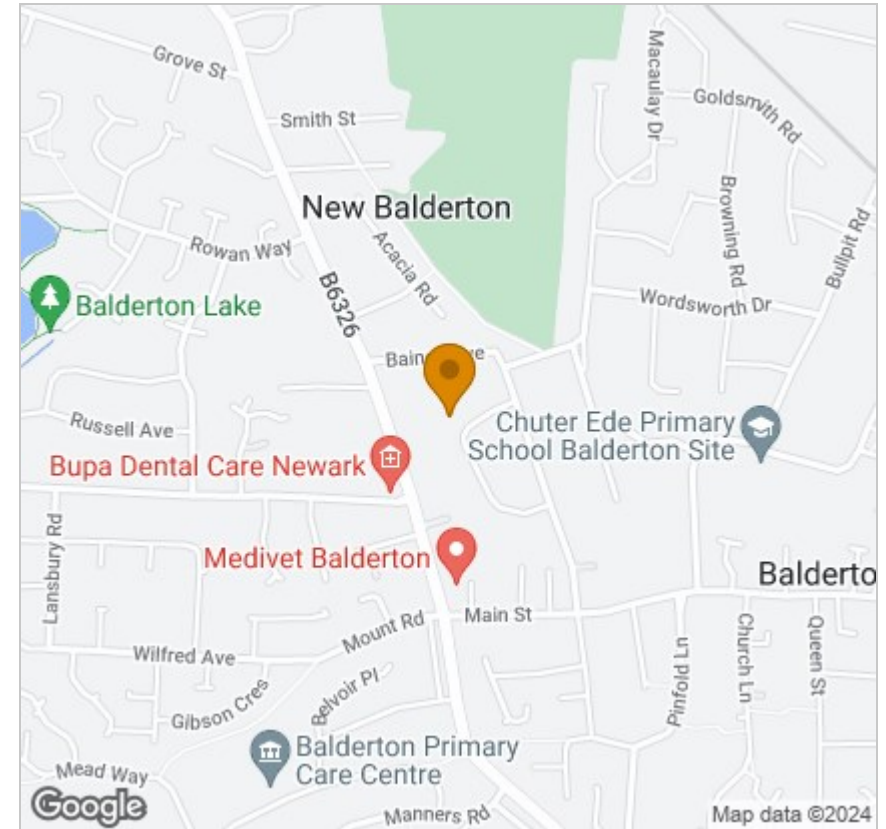 Grove St
Smith St
Macaulay Dr
Goldsmith Rd
New Balderton
Browning Rd
Bullpit Rd
Rowan Way
Acacia Rd
B6326
Balderton Lake
Wordsworth Dr
Russell Ave
Chuter Ede Primary
School Balderton Site
Bupa Dental Care Newark
Lansbury Rd
Medivet Balderton
Balderto
Mount Rd
Main St
Wilfred Ave
Pinfold Ln
Church Ln
Queen St
Gibson Cres
Belvoir Pl
Balderton Primary
Care Centre
Mead Way
Manners Rd
Google
Map data ©2024